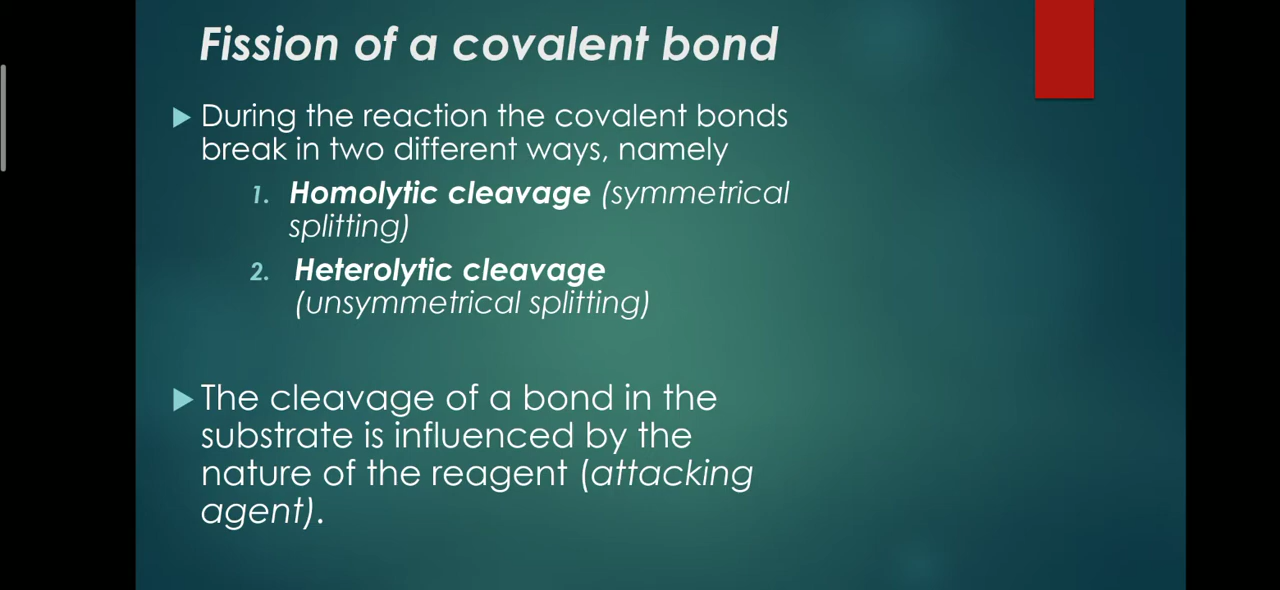 Fission of a covalent bond
During the reaction the covalent bonds
break in two different ways, namely
1. Homolytic cleavage (symmetrical
splitting)
2. Heterolytic cleavage
(unsymmetrical splitting)
The cleavage of a bond in the
substrate is influenced by the
nature of the reagent (attacking
agent).